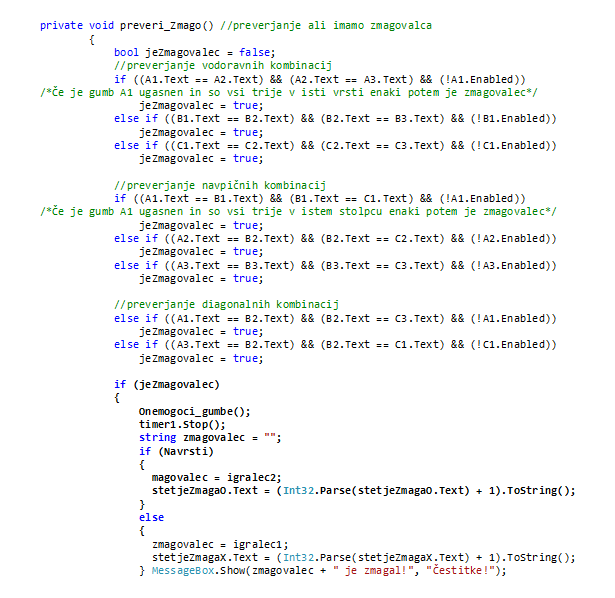 private void preveri_Zmago() //preverjanje ali imamo zmagovalca
{
bool jeZmagovalec = false;
//preverjanje vodoravnih kombinacij
if ((A1.Text == A2.Text) && (A2.Text == A3.Text) && (!A1.Enabled))
/*Če je gumb A1 ugasnen in so vsi trije v isti vrsti enaki potem je zmagovalec*/
jeZmagovalec = true;
else if ((B1.Text == B2.Text) && (B2.Text == B3.Text) && (!B1.Enabled))
jeZmagovalec = true;
else if ((C1.Text == C2.Text) && (C2.Text == C3.Text) && (!C1.Enabled))
jeZmagovalec = true;
//preverjanje navpičnih kombinacij
if ((A1.Text == B1.Text) && (B1.Text == C1.Text) && (!A1.Enabled))
/*Če je gumb A1 ugasnen in so vsi trije v istem stolpcu enaki potem je zmagovalec*/
jeZmagovalec = true;
else if ((A2.Text == B2.Text) && (B2.Text == C2.Text) && (!A2.Enabled))
jeZmagovalec = true;
else if ((A3.Text == B3.Text) && (B3.Text == C3.Text) && (!A3.Enabled))
jeZmagovalec = true;
//preverjanje diagonalnih kombinacij
else if ((A1.Text == B2.Text) && (B2.Text == C3.Text) && (!A1.Enabled))
jeZmagovalec = true;
else if ((A3.Text == B2.Text) && (B2.Text == C1.Text) && (!C1.Enabled))
jeZmagovalec = true;
if (jeZmagovalec)
{
Onemogoci_gumbe();
timer1.Stop();
string zmagovalec = "";
if (Navrsti)
{
magovalec = igralec2;
stetjeZmagaO.Text = (Int32.Parse(stetjeZmagaO.Text) + 1).ToString();
}
else
{
zmagovalec = igralec1;
stetjeZmagaX.Text = (Int32.Parse(stetjeZmagaX.Text) + 1).ToString();
} MessageBox.Show(zmagovalec + " je zmagal!", "Čestitke!");